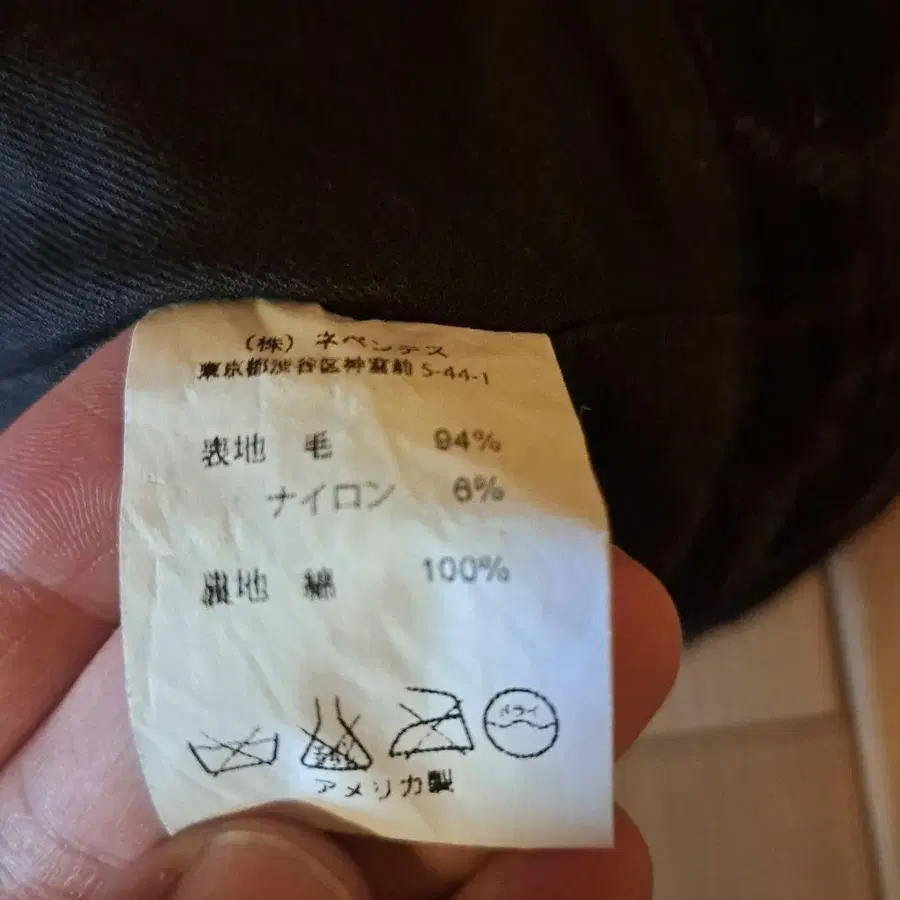 (株) ネペンテス
東京都渋谷区神宮前 5-44-1
表地 毛 94%
ナイロン 6%
裏地 綿 100%
ドライ
アメリカ製